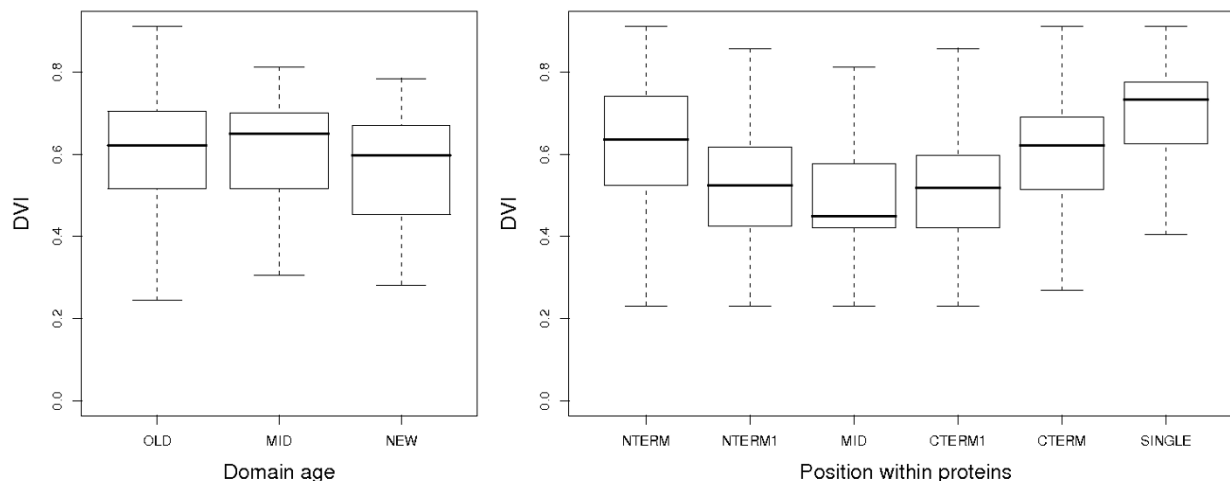 DVI
0.8
0.6
0.4
0.2
0.0
OLD MID NEW
Domain age
DVI
0.8
0.6
0.4
0.2
0.0
NTERM NTERM1 MID CTERM1 CTERM SINGLE
Position within proteins